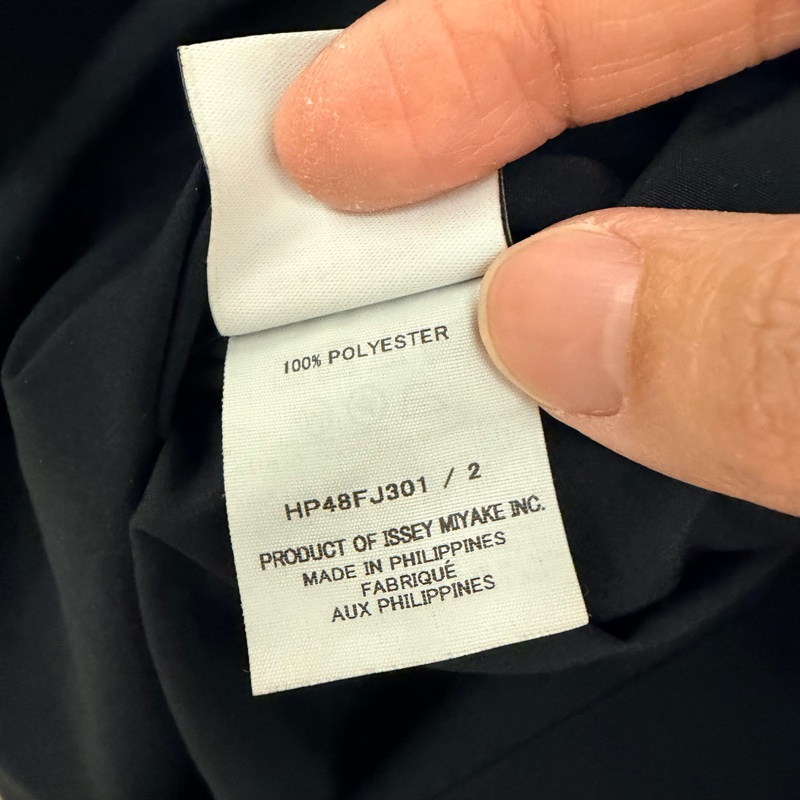 100% POLYESTER
HP48FJ301 / 2
PRODUCT OF ISSEY MIYAKE INC.
MADE IN PHILIPPINES
FABRIQUÉ
AUX PHILIPPINES